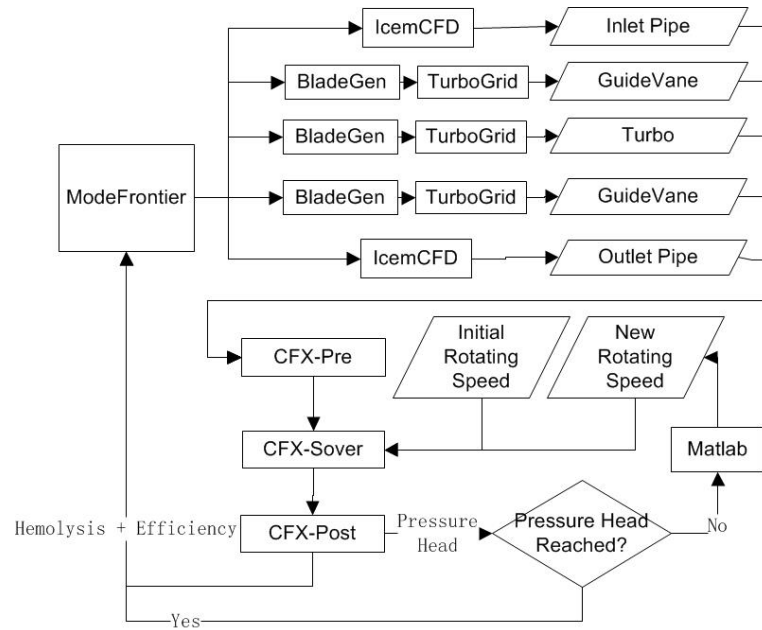 IcemCFD
Inlet Pipe
BladeGen
TurboGrid
GuideVane
BladeGen
TurboGrid
Turbo
ModeFrontier
BladeGen
TurboGrid
GuideVane
IcemCFD
Outlet Pipe
CFX-Pre
Initial
Rotating
Speed
New
Rotating
Speed
CFX-Sover
Matlab
Hemolysis + Efficiency
CFX-Post
Pressure
Head
Pressure Head
Reached?
No
Yes